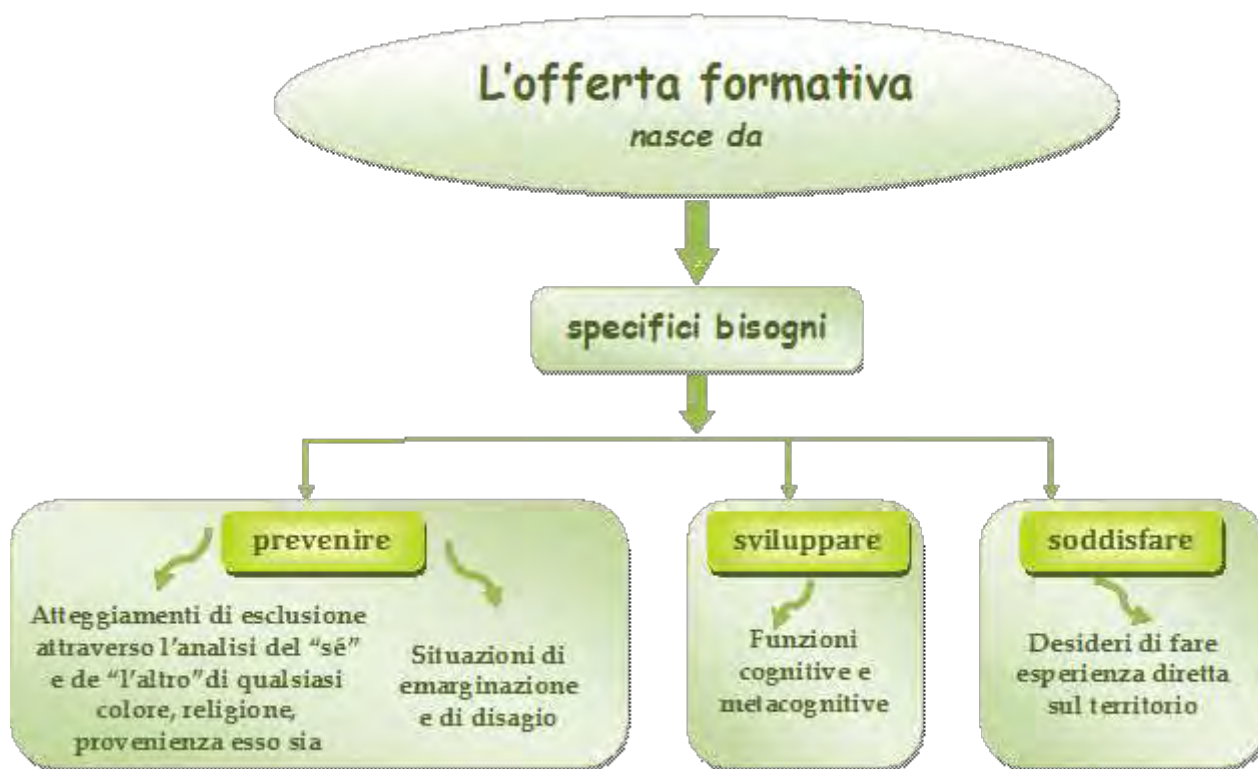 L'offerta formativa
nasce da
specifici bisogni
prevenire
Atteggiamenti di esclusione
attraverso l'analisi del "sé"
e de "l'altro"di qualsiasi
colore, religione,
provenienza esso sia
Situazioni di
emarginazione
e di disagio
sviluppare
Funzioni
cognitive e
metacognitive
soddisfare
Desideri di fare
esperienza diretta
sul territorio